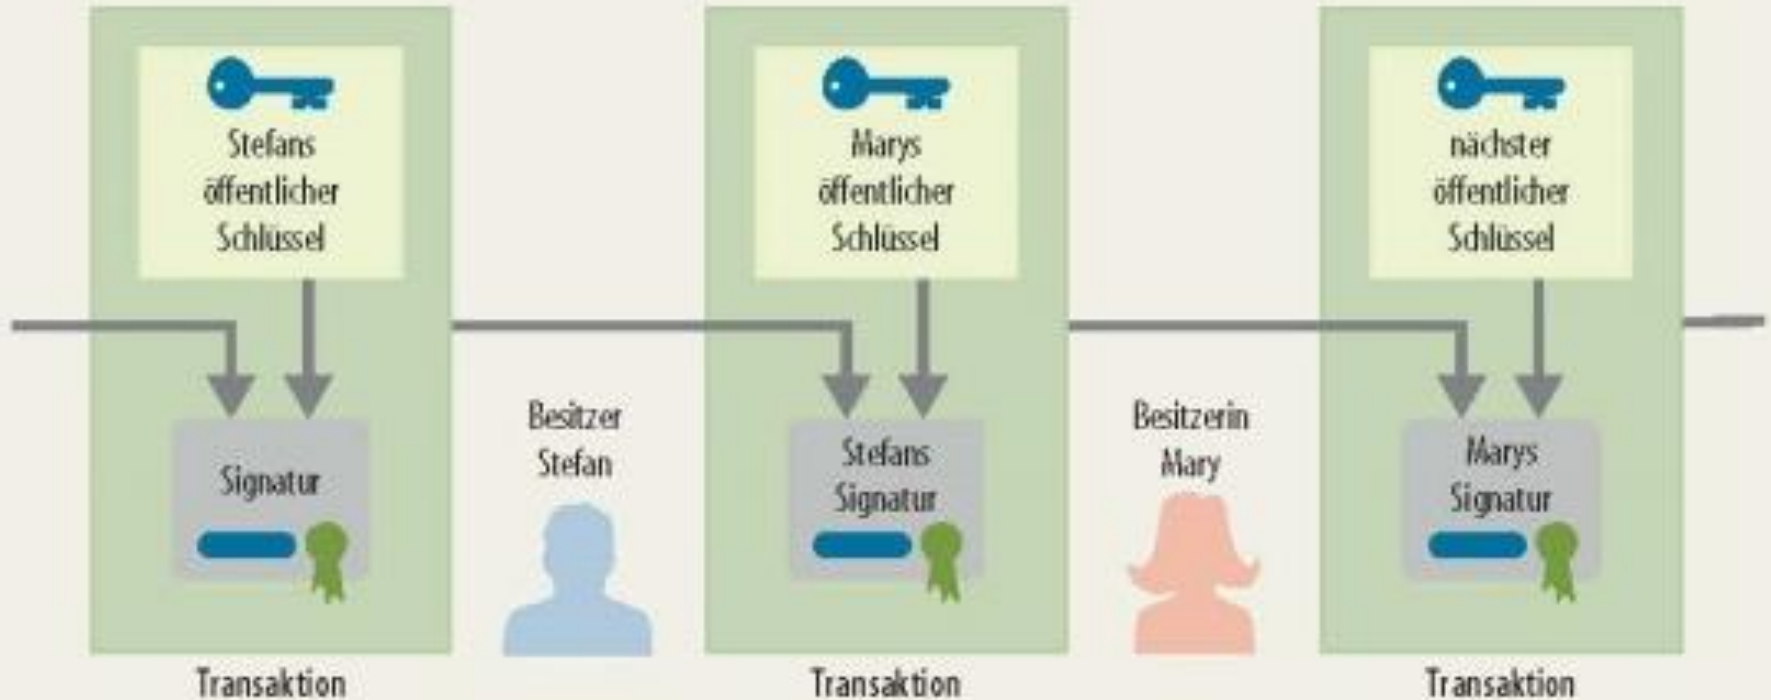 Stefans
öffentlicher
Schlüssel
Signatur
Transaktion
Besitzer
Stefan
Marys
öffentlicher
Schlüssel
Stefans
Signatur
Transaktion
Besitzerin
Mary
nächster
öffentlicher
Schlüssel
Marys
Signatur
Transaktion